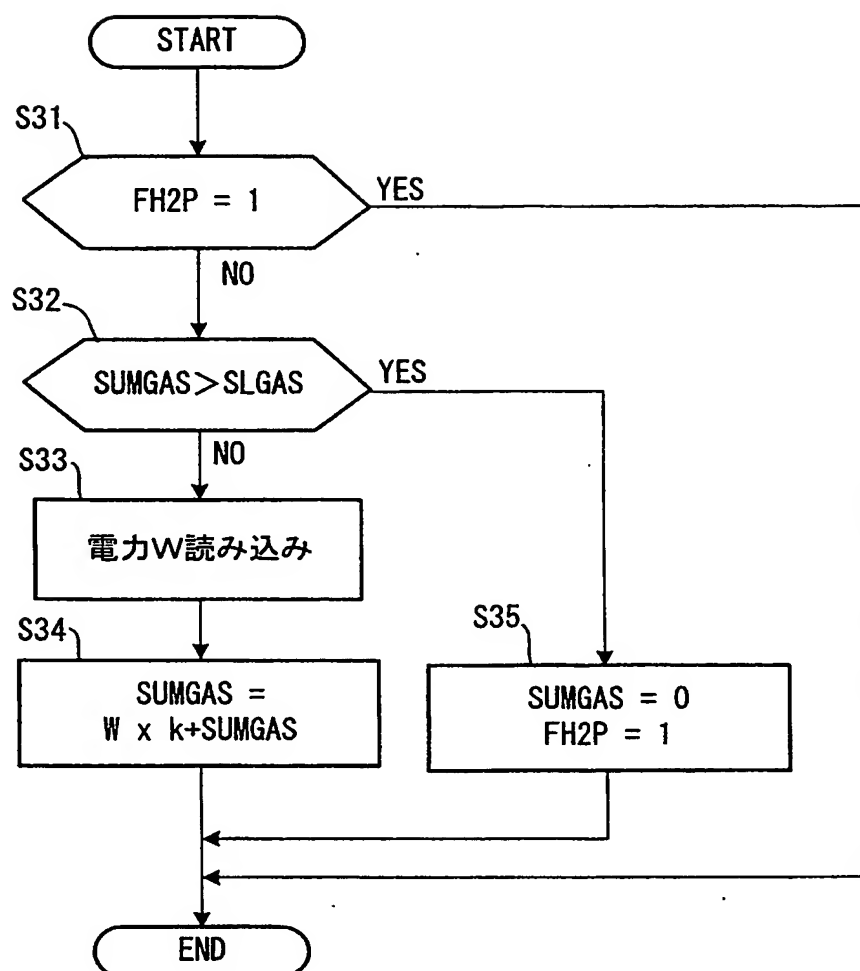 START
S31
FH2P = 1
YES
NO
S32
SUMGAS＞SLGAS
YES
NO
S33
電力W読み込み
S34
SUMGAS =
W x k+SUMGAS
S35
SUMGAS = 0
FH2P = 1
END